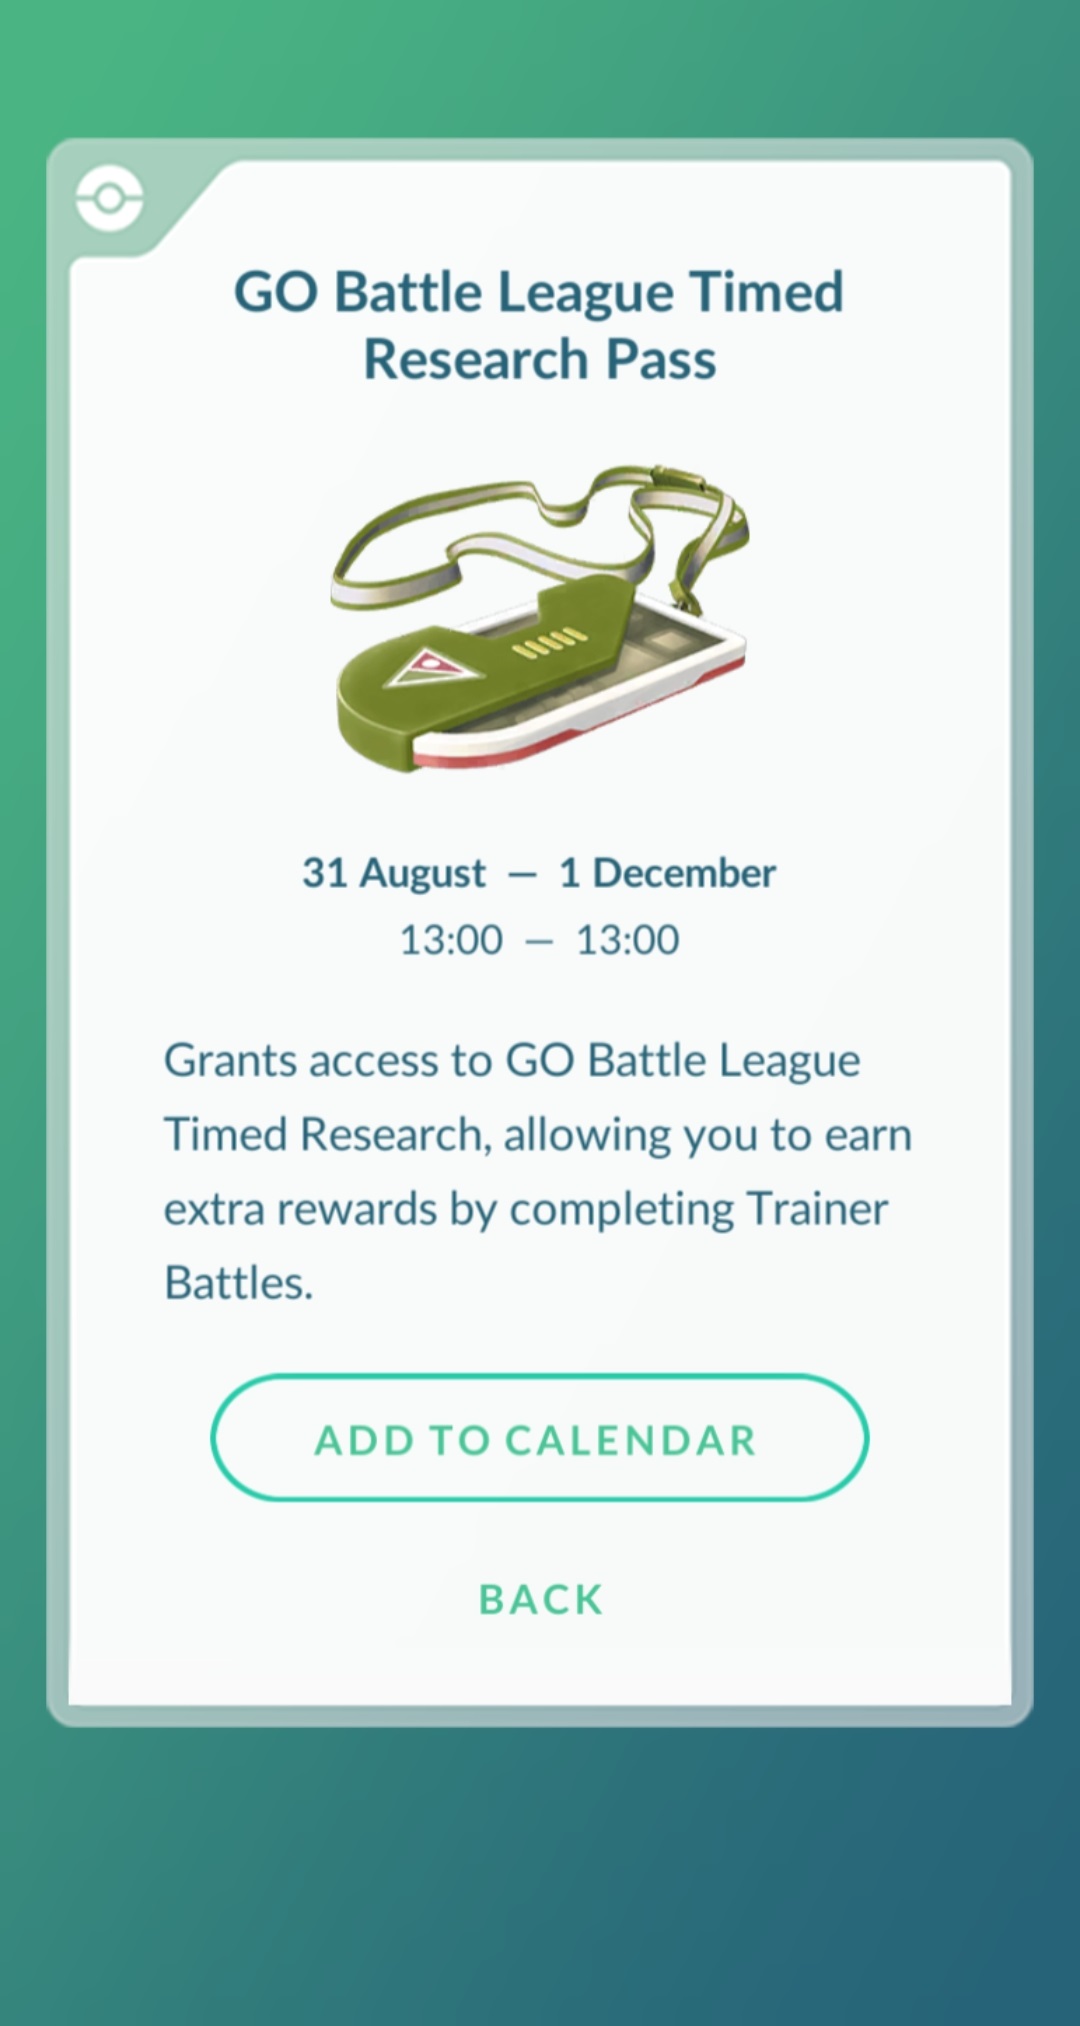 GO Battle League Timed
Research Pass
31 August — 1 December
13:00 — 13:00
Grants access to GO Battle League
Timed Research, allowing you to earn
extra rewards by completing Trainer
Battles.
ADD TO CALENDAR
BACK